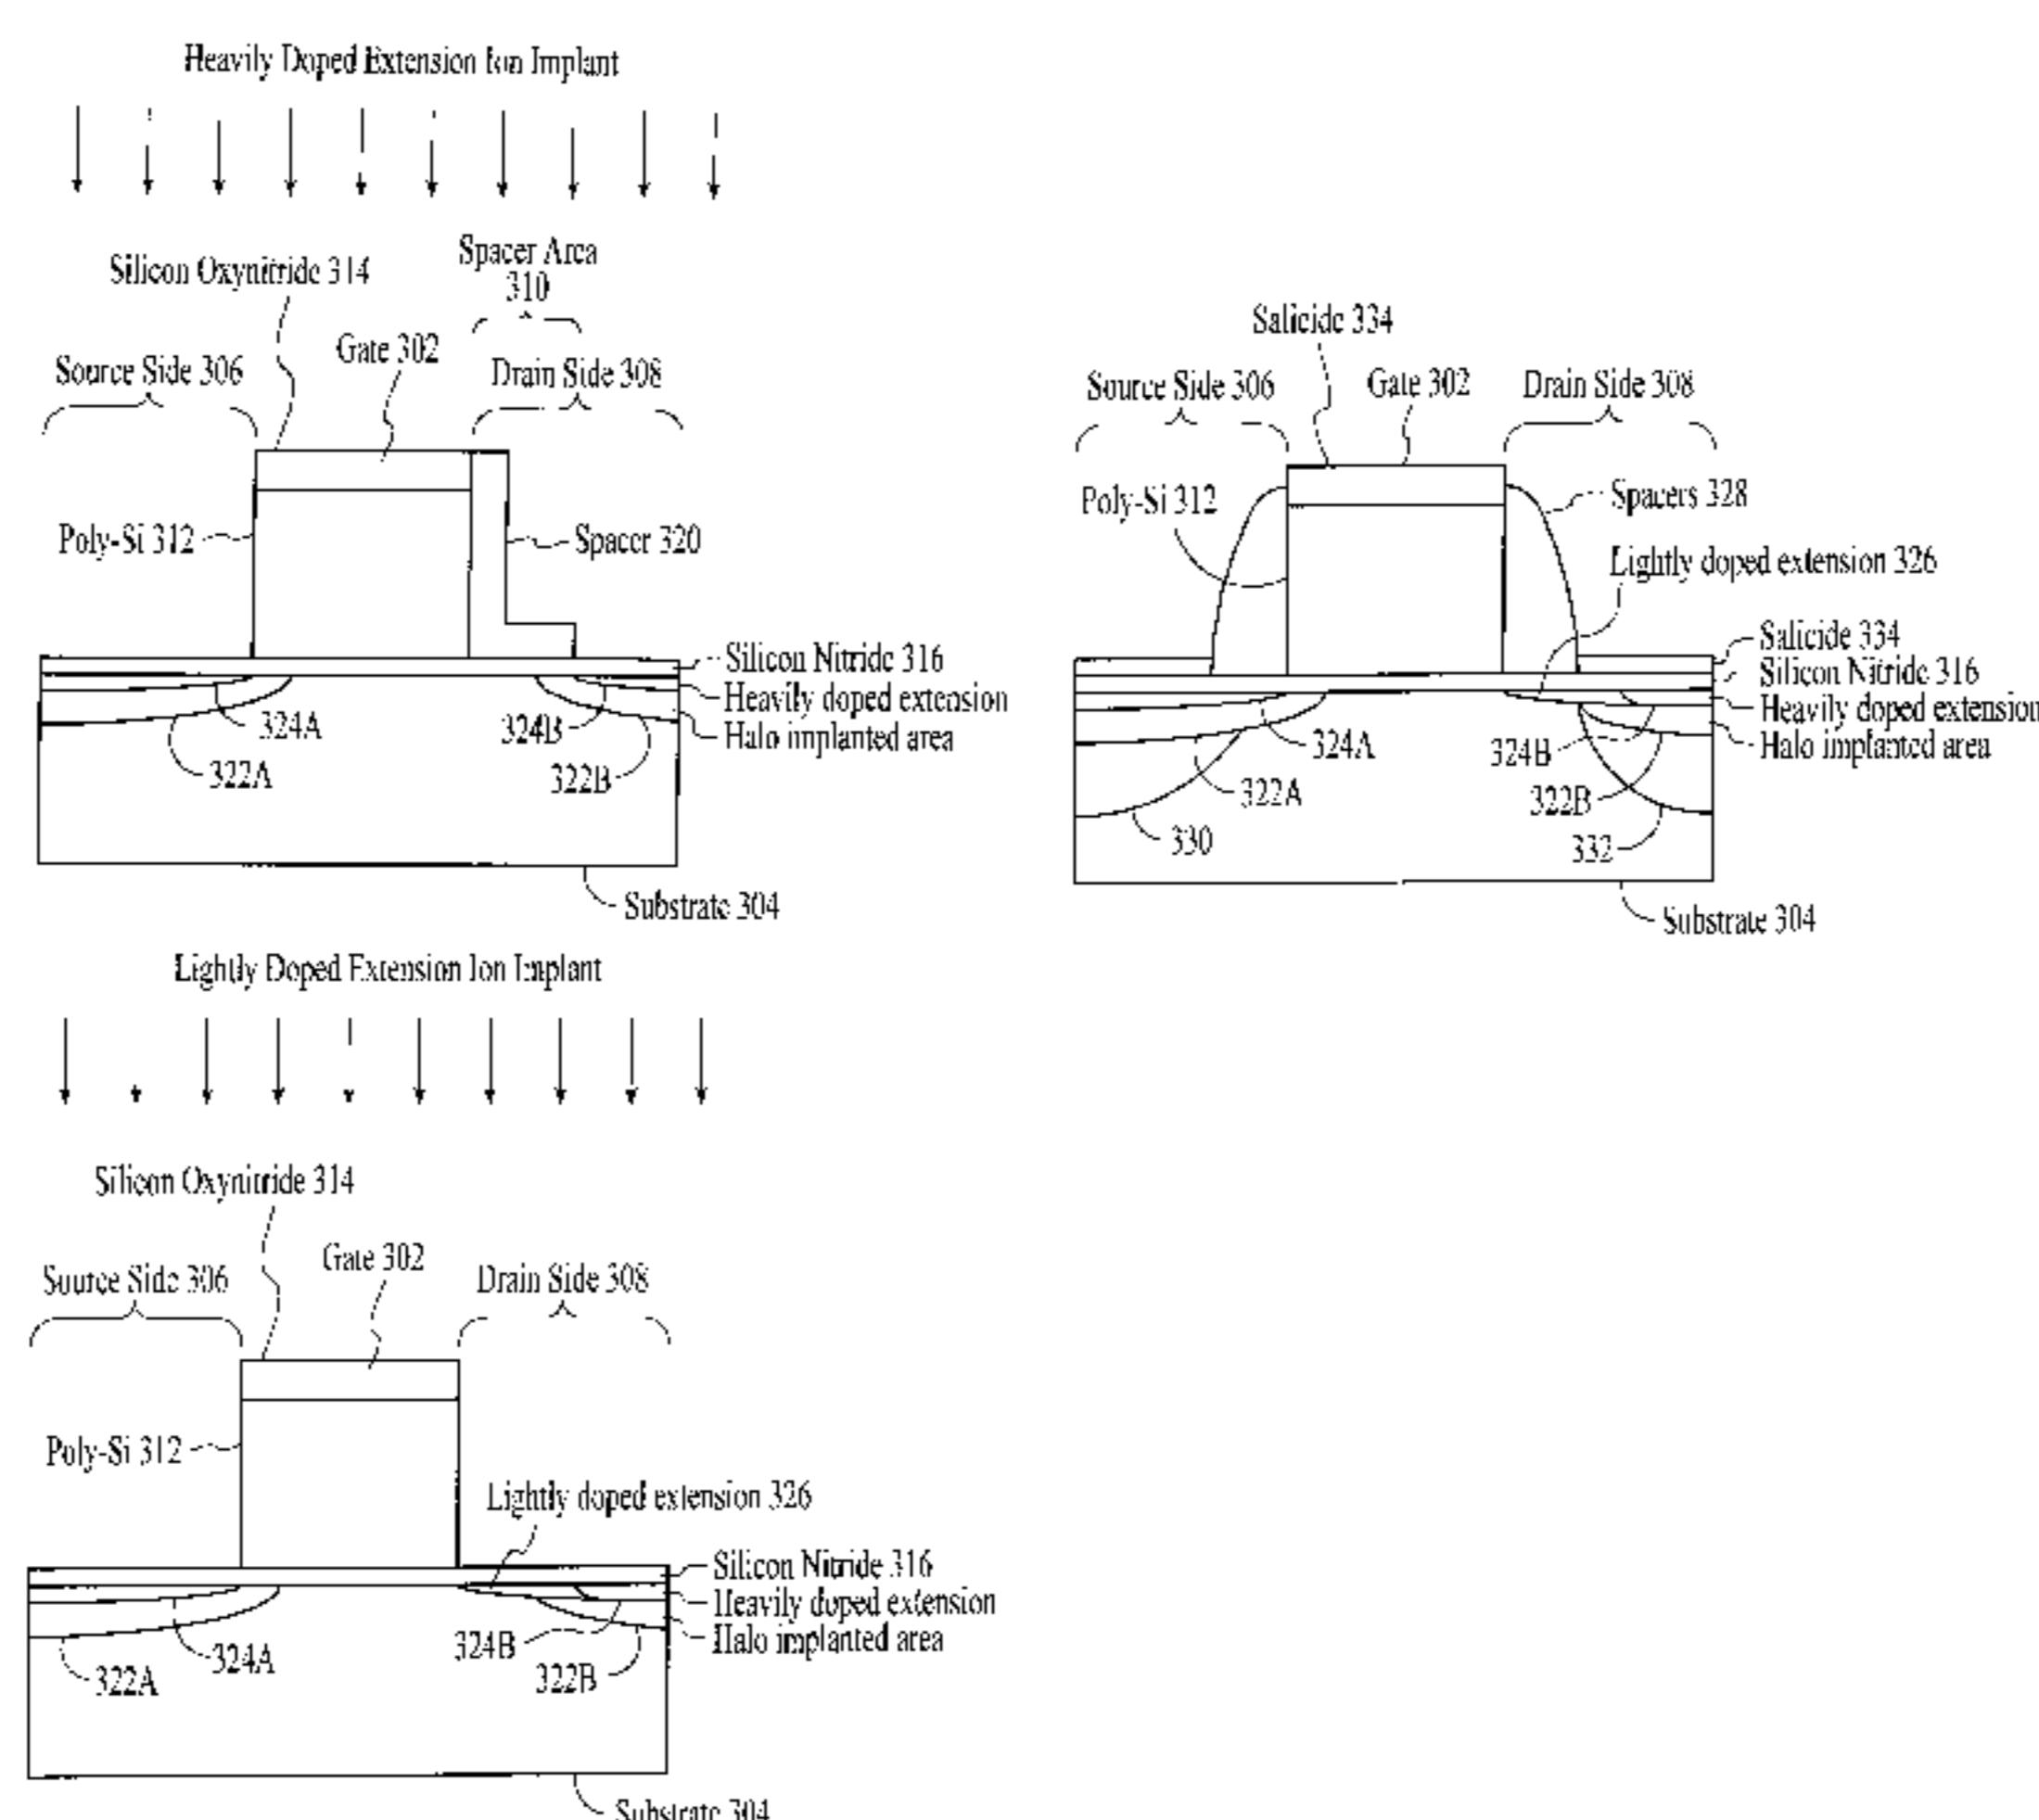 Heavily Doped Extension Ion Implant
Spacer Area
310
Silicon Oxynitride 314
Gate 302
Source Side 306
Drain Side 308
Poly-Si 312
Spacer 320
Silicon Nitride 316
Heavily doped extension
Halo implanted area
324A
324B
322A
322B
Substrate 304
Salicide 334
Source Side 306
Gate 302
Drain Side 308
Poly-Si 312
Spacers 328
Lightly doped extension 326
Salicide 334
Silicon Nitride 316
Heavily doped extension
Halo implanted area
324A
324B
322A
322B
330
332
Substrate 304
Lightly Doped Extension Ion Implant
Silicon Oxynitride 314
Gate 302
Source Side 306
Drain Side 308
Poly-Si 312
Lightly doped extension 326
Silicon Nitride 316
Heavily doped extension
Halo implanted area
324A
324B
322A
322B
Substrate 304